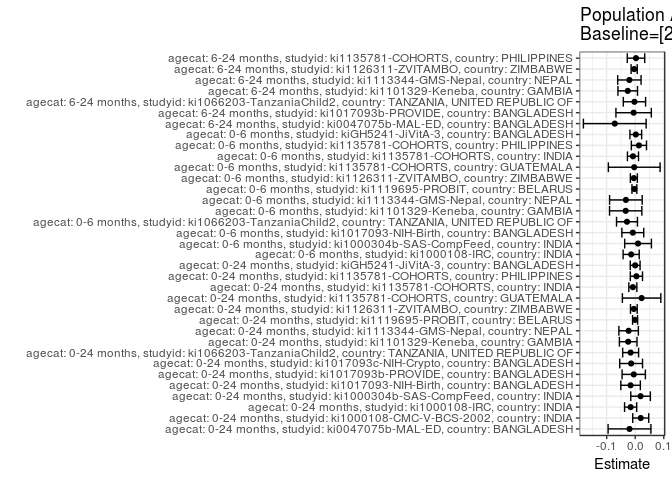 Population A
Baseline=[2
agecat: 6-24 months, studyid: ki1135781-COHORTS, country: PHILIPPINES
agecat: 6-24 months, studyid: ki1126311-ZVITAMBO, country: ZIMBABWE
agecat: 6-24 months, studyid: ki1113344-GMS-Nepal, country: NEPAL
agecat: 6-24 months, studyid: ki1101329-Keneba, country: GAMBIA
agecat: 6-24 months, studyid: ki1066203-TanzaniaChild2, country: TANZANIA, UNITED REPUBLIC OF
agecat: 6-24 months, studyid: ki1017093b-PROVIDE, country: BANGLADESH
agecat: 6-24 months, studyid: ki0047075b-MAL-ED, country: BANGLADESH
agecat: 0-6 months, studyid: kiGH5241-JiVitA-3, country: BANGLADESH
agecat: 0-6 months, studyid: ki1135781-COHORTS, country: PHILIPPINES
agecat: 0-6 months, studyid: ki1135781-COHORTS, country: INDIA
agecat: 0-6 months, studyid: ki1135781-COHORTS, country: GUATEMALA
agecat: 0-6 months, studyid: ki1126311-ZVITAMBO, country: ZIMBABWE
agecat: 0-6 months, studyid: ki1119695-PROBIT, country: BELARUS
agecat: 0-6 months, studyid: ki1113344-GMS-Nepal, country: NEPAL
agecat: 0-6 months, studyid: ki1101329-Keneba, country: GAMBIA
agecat: 0-6 months, studyid: ki1066203-TanzaniaChild2, country: TANZANIA, UNITED REPUBLIC OF
agecat: 0-6 months, studyid: ki1017093-NIH-Birth, country: BANGLADESH
agecat: 0-6 months, studyid: ki1000304b-SAS-CompFeed, country: INDIA
agecat: 0-6 months, studyid: ki1000108-IRC, country: INDIA
agecat: 0-24 months, studyid: kiGH5241-JiVitA-3, country: BANGLADESH
agecat: 0-24 months, studyid: ki1135781-COHORTS, country: PHILIPPINES
agecat: 0-24 months, studyid: ki1135781-COHORTS, country: INDIA
agecat: 0-24 months, studyid: ki1135781-COHORTS, country: GUATEMALA
agecat: 0-24 months, studyid: ki1126311-ZVITAMBO, country: ZIMBABWE
agecat: 0-24 months, studyid: ki1119695-PROBIT, country: BELARUS
agecat: 0-24 months, studyid: ki1113344-GMS-Nepal, country: NEPAL
agecat: 0-24 months, studyid: ki1101329-Keneba, country: GAMBIA
agecat: 0-24 months, studyid: ki1066203-TanzaniaChild2, country: TANZANIA, UNITED REPUBLIC OF
agecat: 0-24 months, studyid: ki1017093c-NIH-Crypto, country: BANGLADESH
agecat: 0-24 months, studyid: ki1017093b-PROVIDE, country: BANGLADESH
agecat: 0-24 months, studyid: ki1017093-NIH-Birth, country: BANGLADESH
agecat: 0-24 months, studyid: ki1000304b-SAS-CompFeed, country: INDIA
agecat: 0-24 months, studyid: ki1000108-IRC, country: INDIA
agecat: 0-24 months, studyid: ki1000108-CMC-V-BCS-2002, country: INDIA
agecat: 0-24 months, studyid: ki0047075b-MAL-ED, country: BANGLADESH
-0.1 0.0 0.1
Estimate